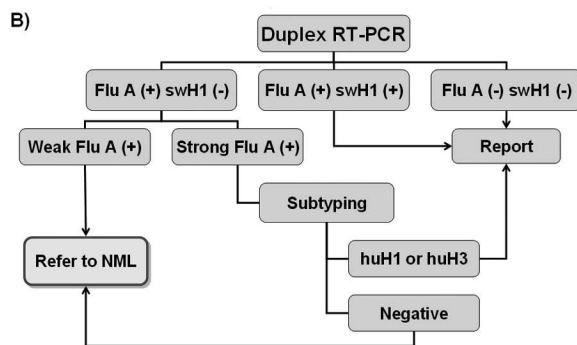 B)
Duplex RT-PCR
Flu A (+) swH1 (-)
Flu A (+) swH1 (+)
Flu A (-) swH1 (-)
Weak Flu A (+)
Strong Flu A (+)
Report
Subtyping
Refer to NML
huH1 or huH3
Negative